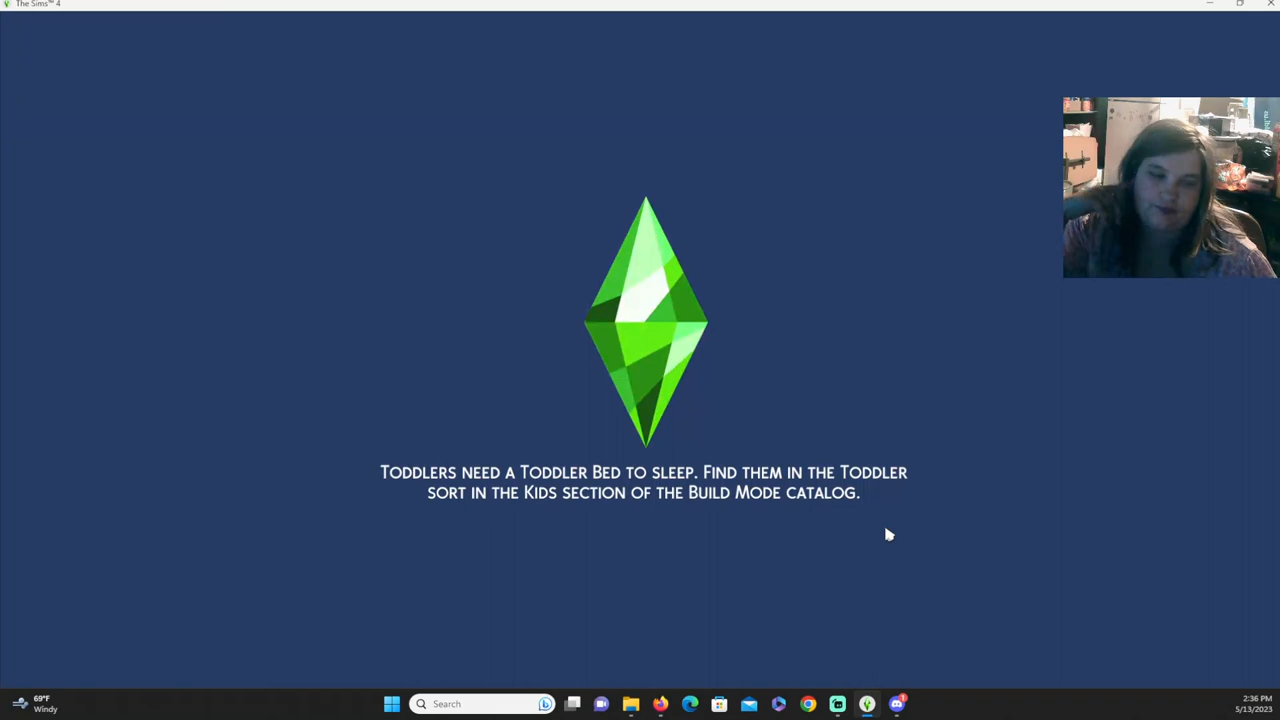 The Sims™ 4
Toddlers need a Toddler Bed to sleep. Find them in the Toddler
sort in the Kids section of the Build Mode catalog.
69°F
Windy
Search
1
2:36 PM
5/13/2023